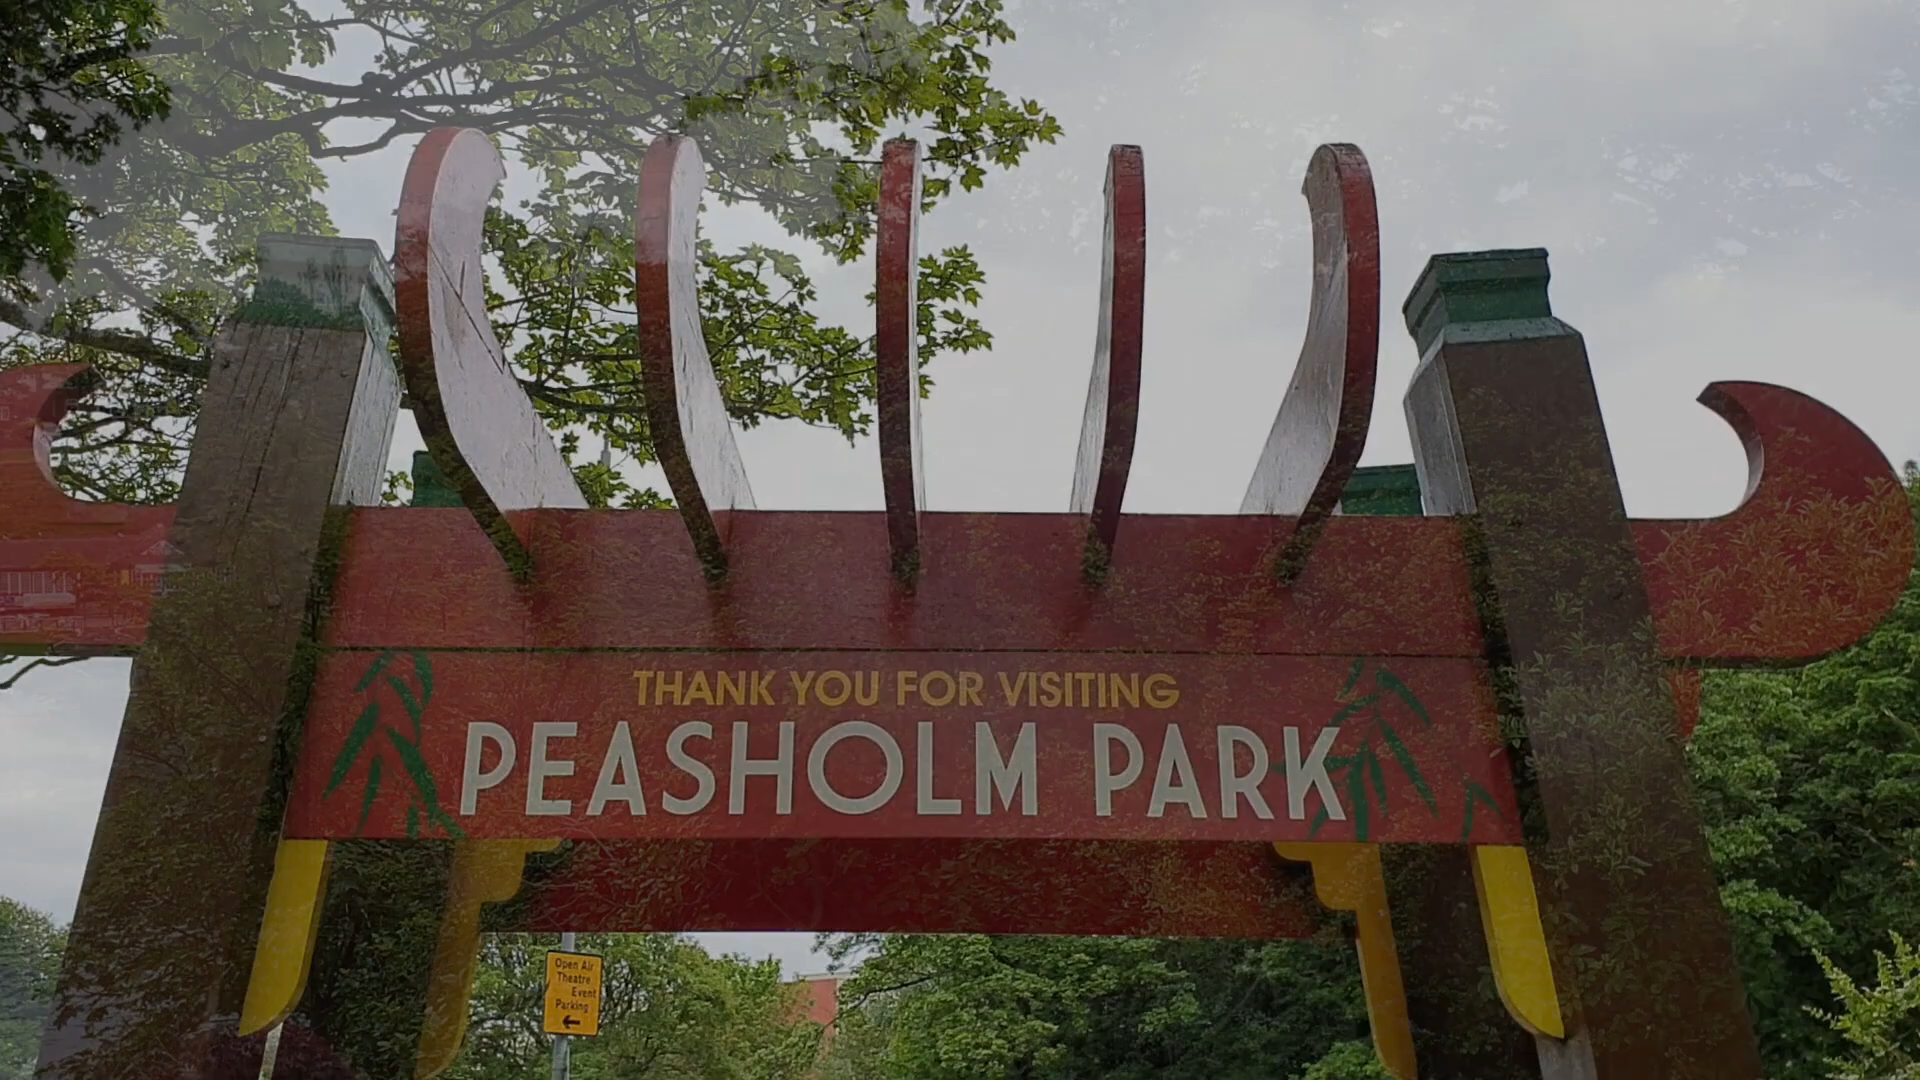 THANK YOU FOR VISITING
PEASHOLM PARK
Open Air
Theatre
Event
Parking